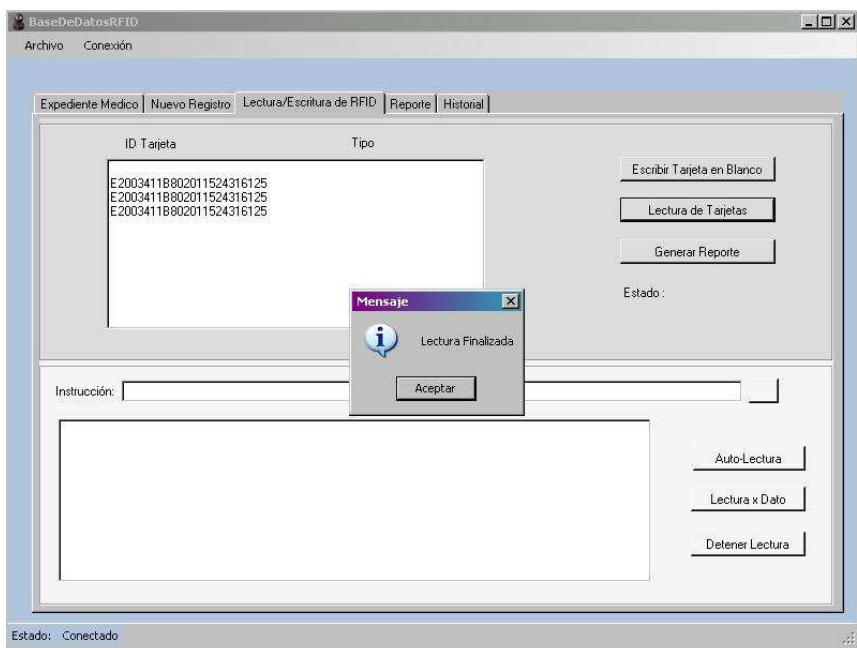 BaseDeDatosRFID
Archivo Conexión
Expediente Medico Nuevo Registro Lectura/Escritura de RFID Reporte Historial
ID Tarjeta Tipo
E2003411B802011524316125
E2003411B802011524316125
E2003411B802011524316125
Escribir Tarjeta en Blanco
Lectura de Tarjetas
Generar Reporte
Estado :
Mensaje
Lectura Finalizada
Aceptar
Instrucción:
Auto-Lectura
Lectura x Dato
Detener Lectura
Estado: Conectado